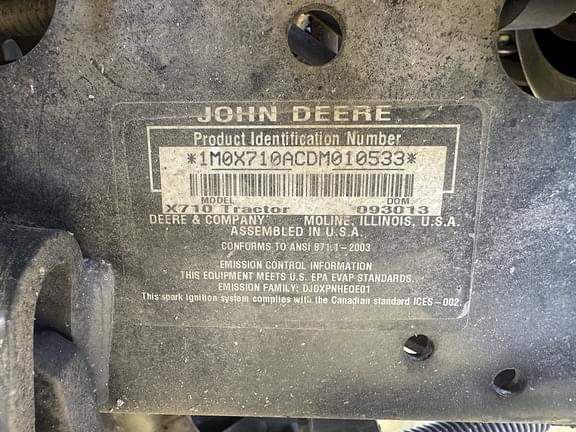 JOHN DEERE
Product Identification Number
*1M0X710ACDM010533*
MODEL DOM
X710 Tractor 093013
DEERE & COMPANY MOLINE, ILLINOIS, U.S.A.
ASSEMBLED IN U.S.A.
CONFORMS TO ANSI B71.1-2003
EMISSION CONTROL INFORMATION
THIS EQUIPMENT MEETS U.S. EPA EVAP STANDARDS.
EMISSION FAMILY: DJDXPNHEQE01
This spark ignition system complies with the Canadian standard ICES-002.